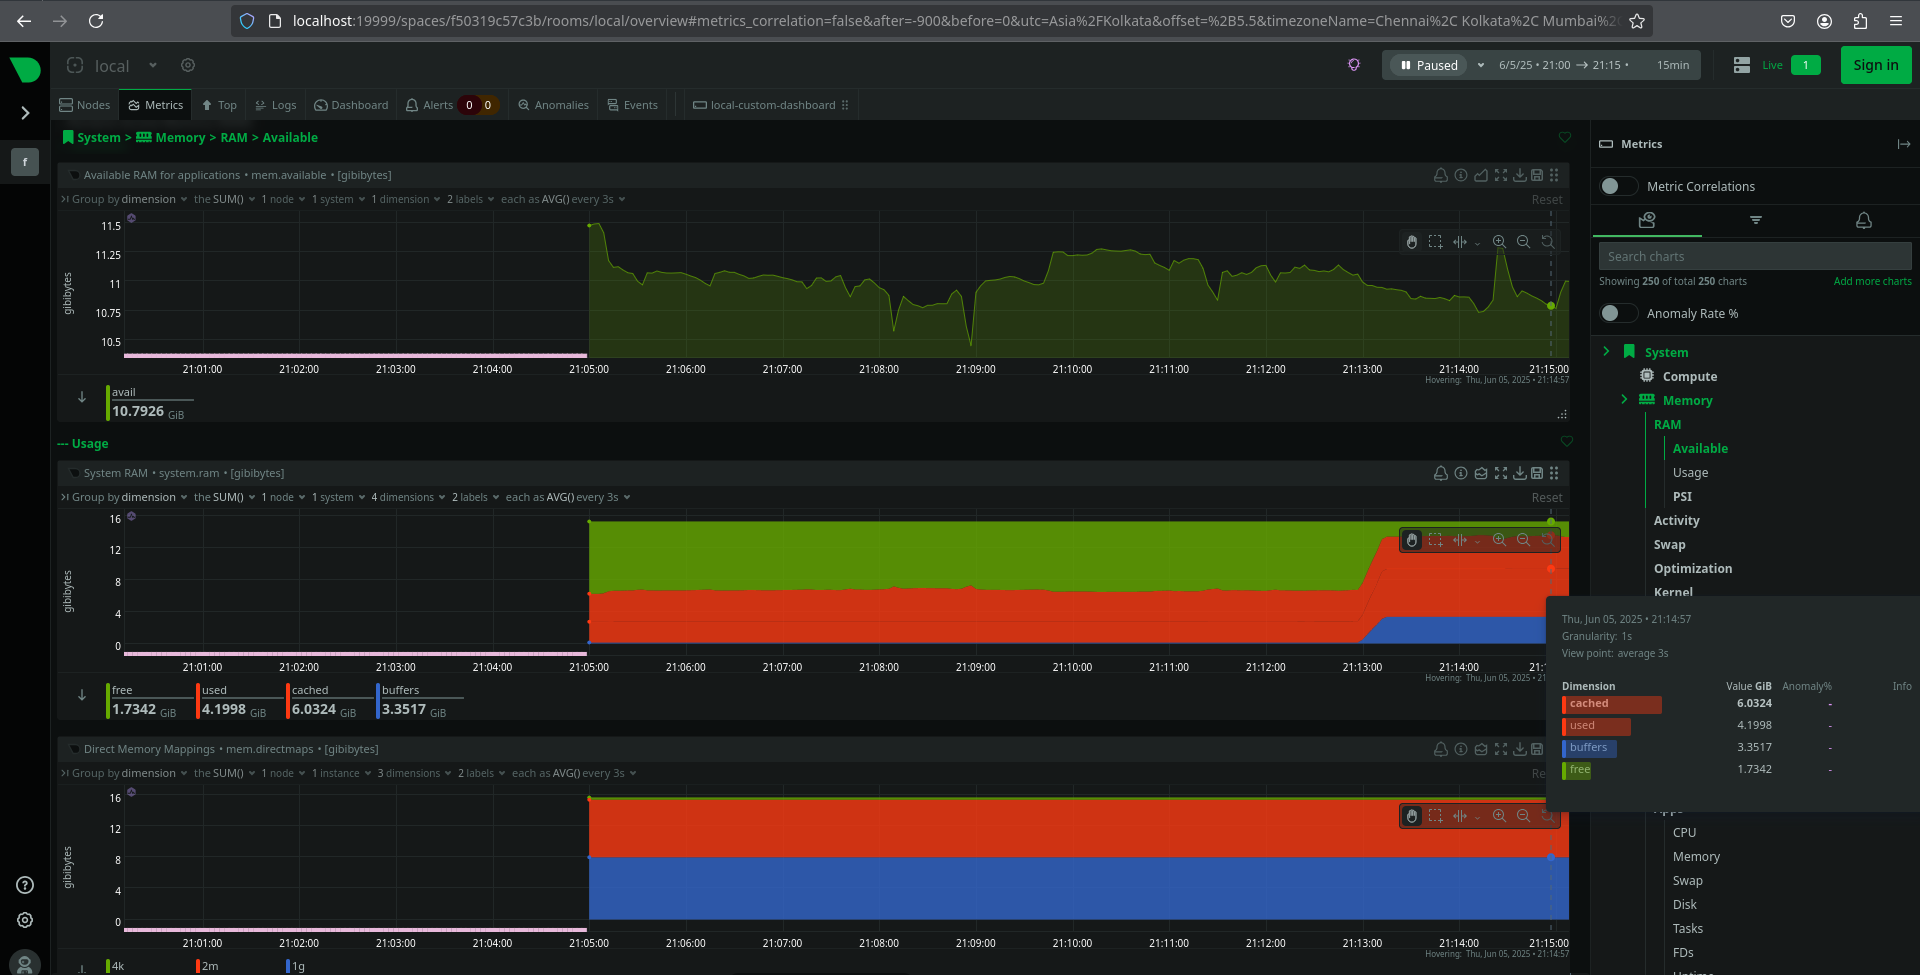 localhost:19999/spaces/f50319c57c3b/rooms/local/overview#metrics_correlation=false&after=-900&before=0&utc=Asia%2FKolkata&offset=%2B5.5&timezoneName=Chennai%2C Kolkata%2C Mumbai%2C
local
Paused 6/5/25 • 21:00 → 21:15 • 15min
Live 1
Sign in
Nodes Metrics Top Logs Dashboard Alerts 0 0 Anomalies Events local-custom-dashboard
f
System > Memory > RAM > Available
Available RAM for applications • mem.available • [gibibytes]
Group by dimension the SUM() 1 node 1 system 1 dimension 2 labels each as AVG() every 3s Reset
gibibytes
11.5
11.25
11
10.75
10.5
21:01:00 21:02:00 21:03:00 21:04:00 21:05:00 21:06:00 21:07:00 21:08:00 21:09:00 21:10:00 21:11:00 21:12:00 21:13:00 21:14:00 21:15:00
Hovering: Thu, Jun 05, 2025 • 21:14:57
avail
10.7926 GiB
--- Usage
System RAM • system.ram • [gibibytes]
Group by dimension the SUM() 1 node 1 system 4 dimensions 2 labels each as AVG() every 3s Reset
gibibytes
16
12
8
4
0
21:01:00 21:02:00 21:03:00 21:04:00 21:05:00 21:06:00 21:07:00 21:08:00 21:09:00 21:10:00 21:11:00 21:12:00 21:13:00 21:14:00 21:1
Hovering: Thu, Jun 05, 2025 • 21:1
free used cached buffers
1.7342 GiB 4.1998 GiB 6.0324 GiB 3.3517 GiB
Direct Memory Mappings • mem.directmaps • [gibibytes]
Group by dimension the SUM() 1 node 1 instance 3 dimensions 2 labels each as AVG() every 3s Re
gibibytes
16
12
8
4
0
21:01:00 21:02:00 21:03:00 21:04:00 21:05:00 21:06:00 21:07:00 21:08:00 21:09:00 21:10:00 21:11:00 21:12:00 21:13:00 21:14:00 21:15:00
Hovering: Thu, Jun 05, 2025 • 21:14:57
4k 2m 1g
Metrics
Metric Correlations
Search charts
Showing 250 of total 250 charts Add more charts
Anomaly Rate %
System
Compute
Memory
RAM
Available
Usage
PSI
Activity
Swap
Optimization
Kernel
Thu, Jun 05, 2025 • 21:14:57
Granularity: 1s
View point: average 3s
Dimension Value GiB Anomaly% Info
cached 6.0324 -
used 4.1998 -
buffers 3.3517 -
free 1.7342 -
Apps
CPU
Memory
Swap
Disk
Tasks
FDs
Uptime